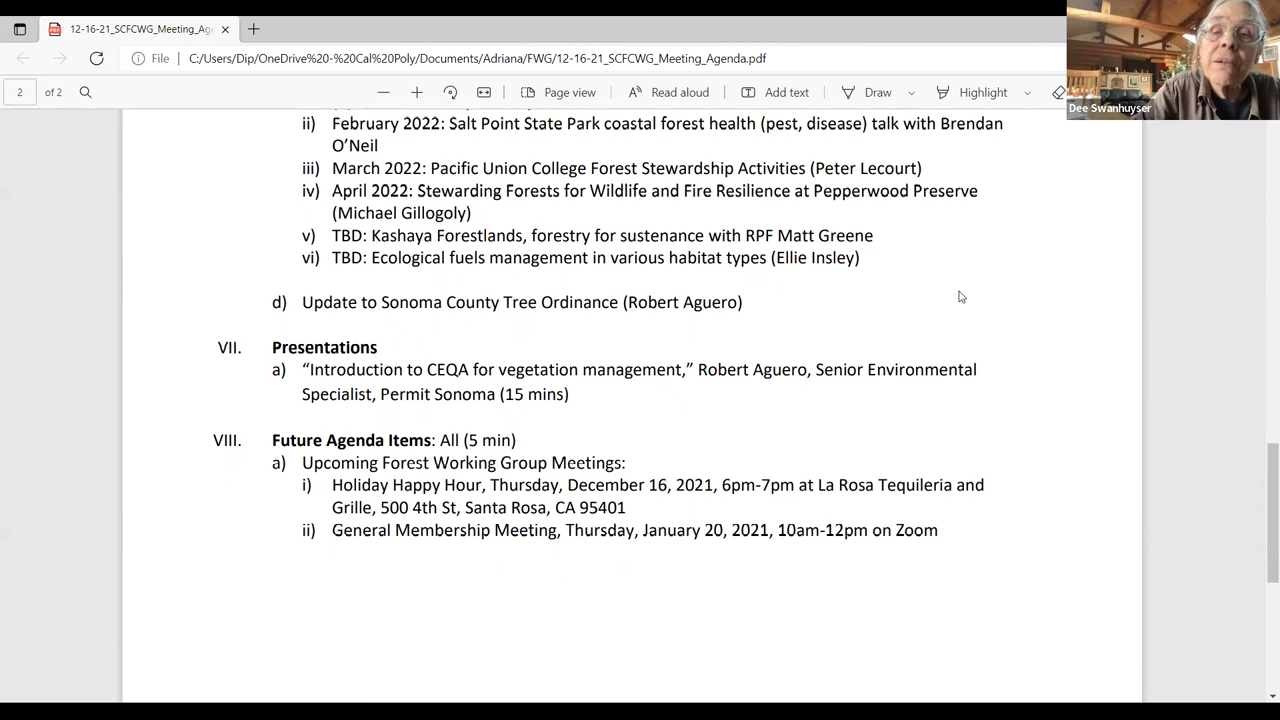 12-16-21_SCFCWG_Meeting_Age
File
C:/Users/Dip/OneDrive%20-%20Cal%20Poly/Documents/Adriana/FWG/12-16-21_SCFCWG_Meeting_Agenda.pdf
2 of 2
Page view
Read aloud
Add text
Draw
Highlight
Dee Swanhuyser
ii) February 2022: Salt Point State Park coastal forest health (pest, disease) talk with Brendan
O’Neil
iii) March 2022: Pacific Union College Forest Stewardship Activities (Peter Lecourt)
iv) April 2022: Stewarding Forests for Wildlife and Fire Resilience at Pepperwood Preserve
(Michael Gillogoly)
v) TBD: Kashaya Forestlands, forestry for sustenance with RPF Matt Greene
vi) TBD: Ecological fuels management in various habitat types (Ellie Insley)
d) Update to Sonoma County Tree Ordinance (Robert Aguero)
VII. Presentations
a) “Introduction to CEQA for vegetation management,” Robert Aguero, Senior Environmental
Specialist, Permit Sonoma (15 mins)
VIII. Future Agenda Items: All (5 min)
a) Upcoming Forest Working Group Meetings:
i) Holiday Happy Hour, Thursday, December 16, 2021, 6pm-7pm at La Rosa Tequileria and
Grille, 500 4th St, Santa Rosa, CA 95401
ii) General Membership Meeting, Thursday, January 20, 2021, 10am-12pm on Zoom